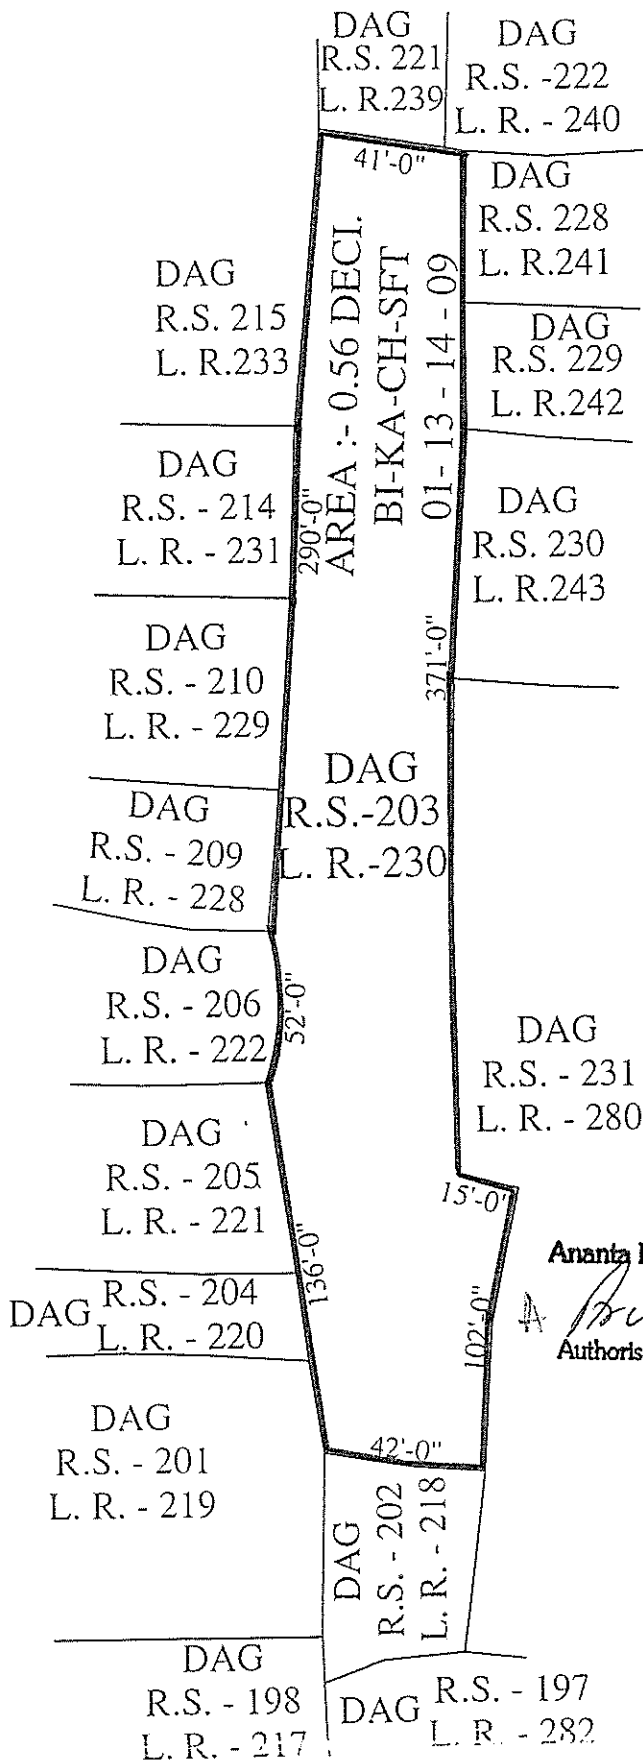 DAG
R.S. 221
L. R.239
DAG
R.S. -222
L. R. - 240
41'-0"
DAG
R.S. 228
L. R.241
DAG
R.S. 215
L. R.233
AREA :- 0.56 DECI.
BI-KA-CH-SFT
01- 13 - 14 - 09
DAG
R.S. 229
L. R.242
DAG
R.S. - 214
L. R. - 231
290'-0"
DAG
R.S. 230
L. R.243
371'-0"
DAG
R.S. - 210
L. R. - 229
DAG
R.S.-203
L. R.-230
DAG
R.S. - 209
L. R. - 228
DAG
R.S. - 206
L. R. - 222
52'-0"
DAG
R.S. - 231
L. R. - 280
DAG
R.S. - 205
L. R. - 221
15'-0"
136'-0"
102'-0"
Ananta
Authoris
DAG
R.S. - 204
L. R. - 220
DAG
R.S. - 201
L. R. - 219
42'-0"
DAG
R.S. - 202
L. R. - 218
DAG
R.S. - 198
L. R. - 217
DAG
R.S. - 197
L. R. - 282